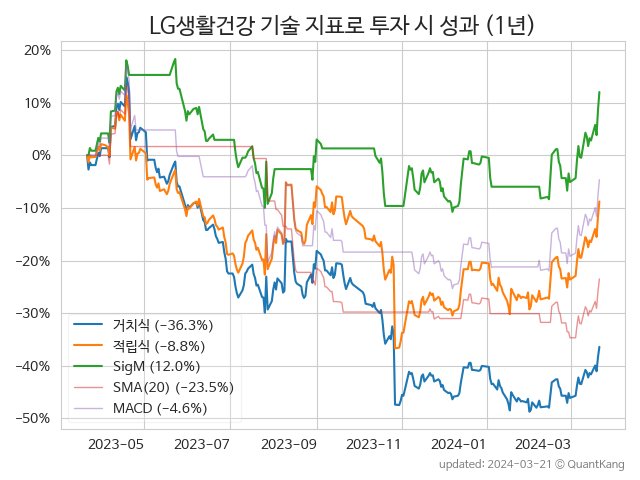 LG생활건강 기술 지표로 투자 시 성과 (1년)
20%
10%
0%
−10%
−20%
−30%
−40%
−50%
거치식 (−36.3%)
적립식 (−8.8%)
SigM (12.0%)
SMA(20) (−23.5%)
MACD (−4.6%)
2023−05 2023−07 2023−09 2023−11 2024−01 2024−03
updated: 2024−03−21 © QuantKang